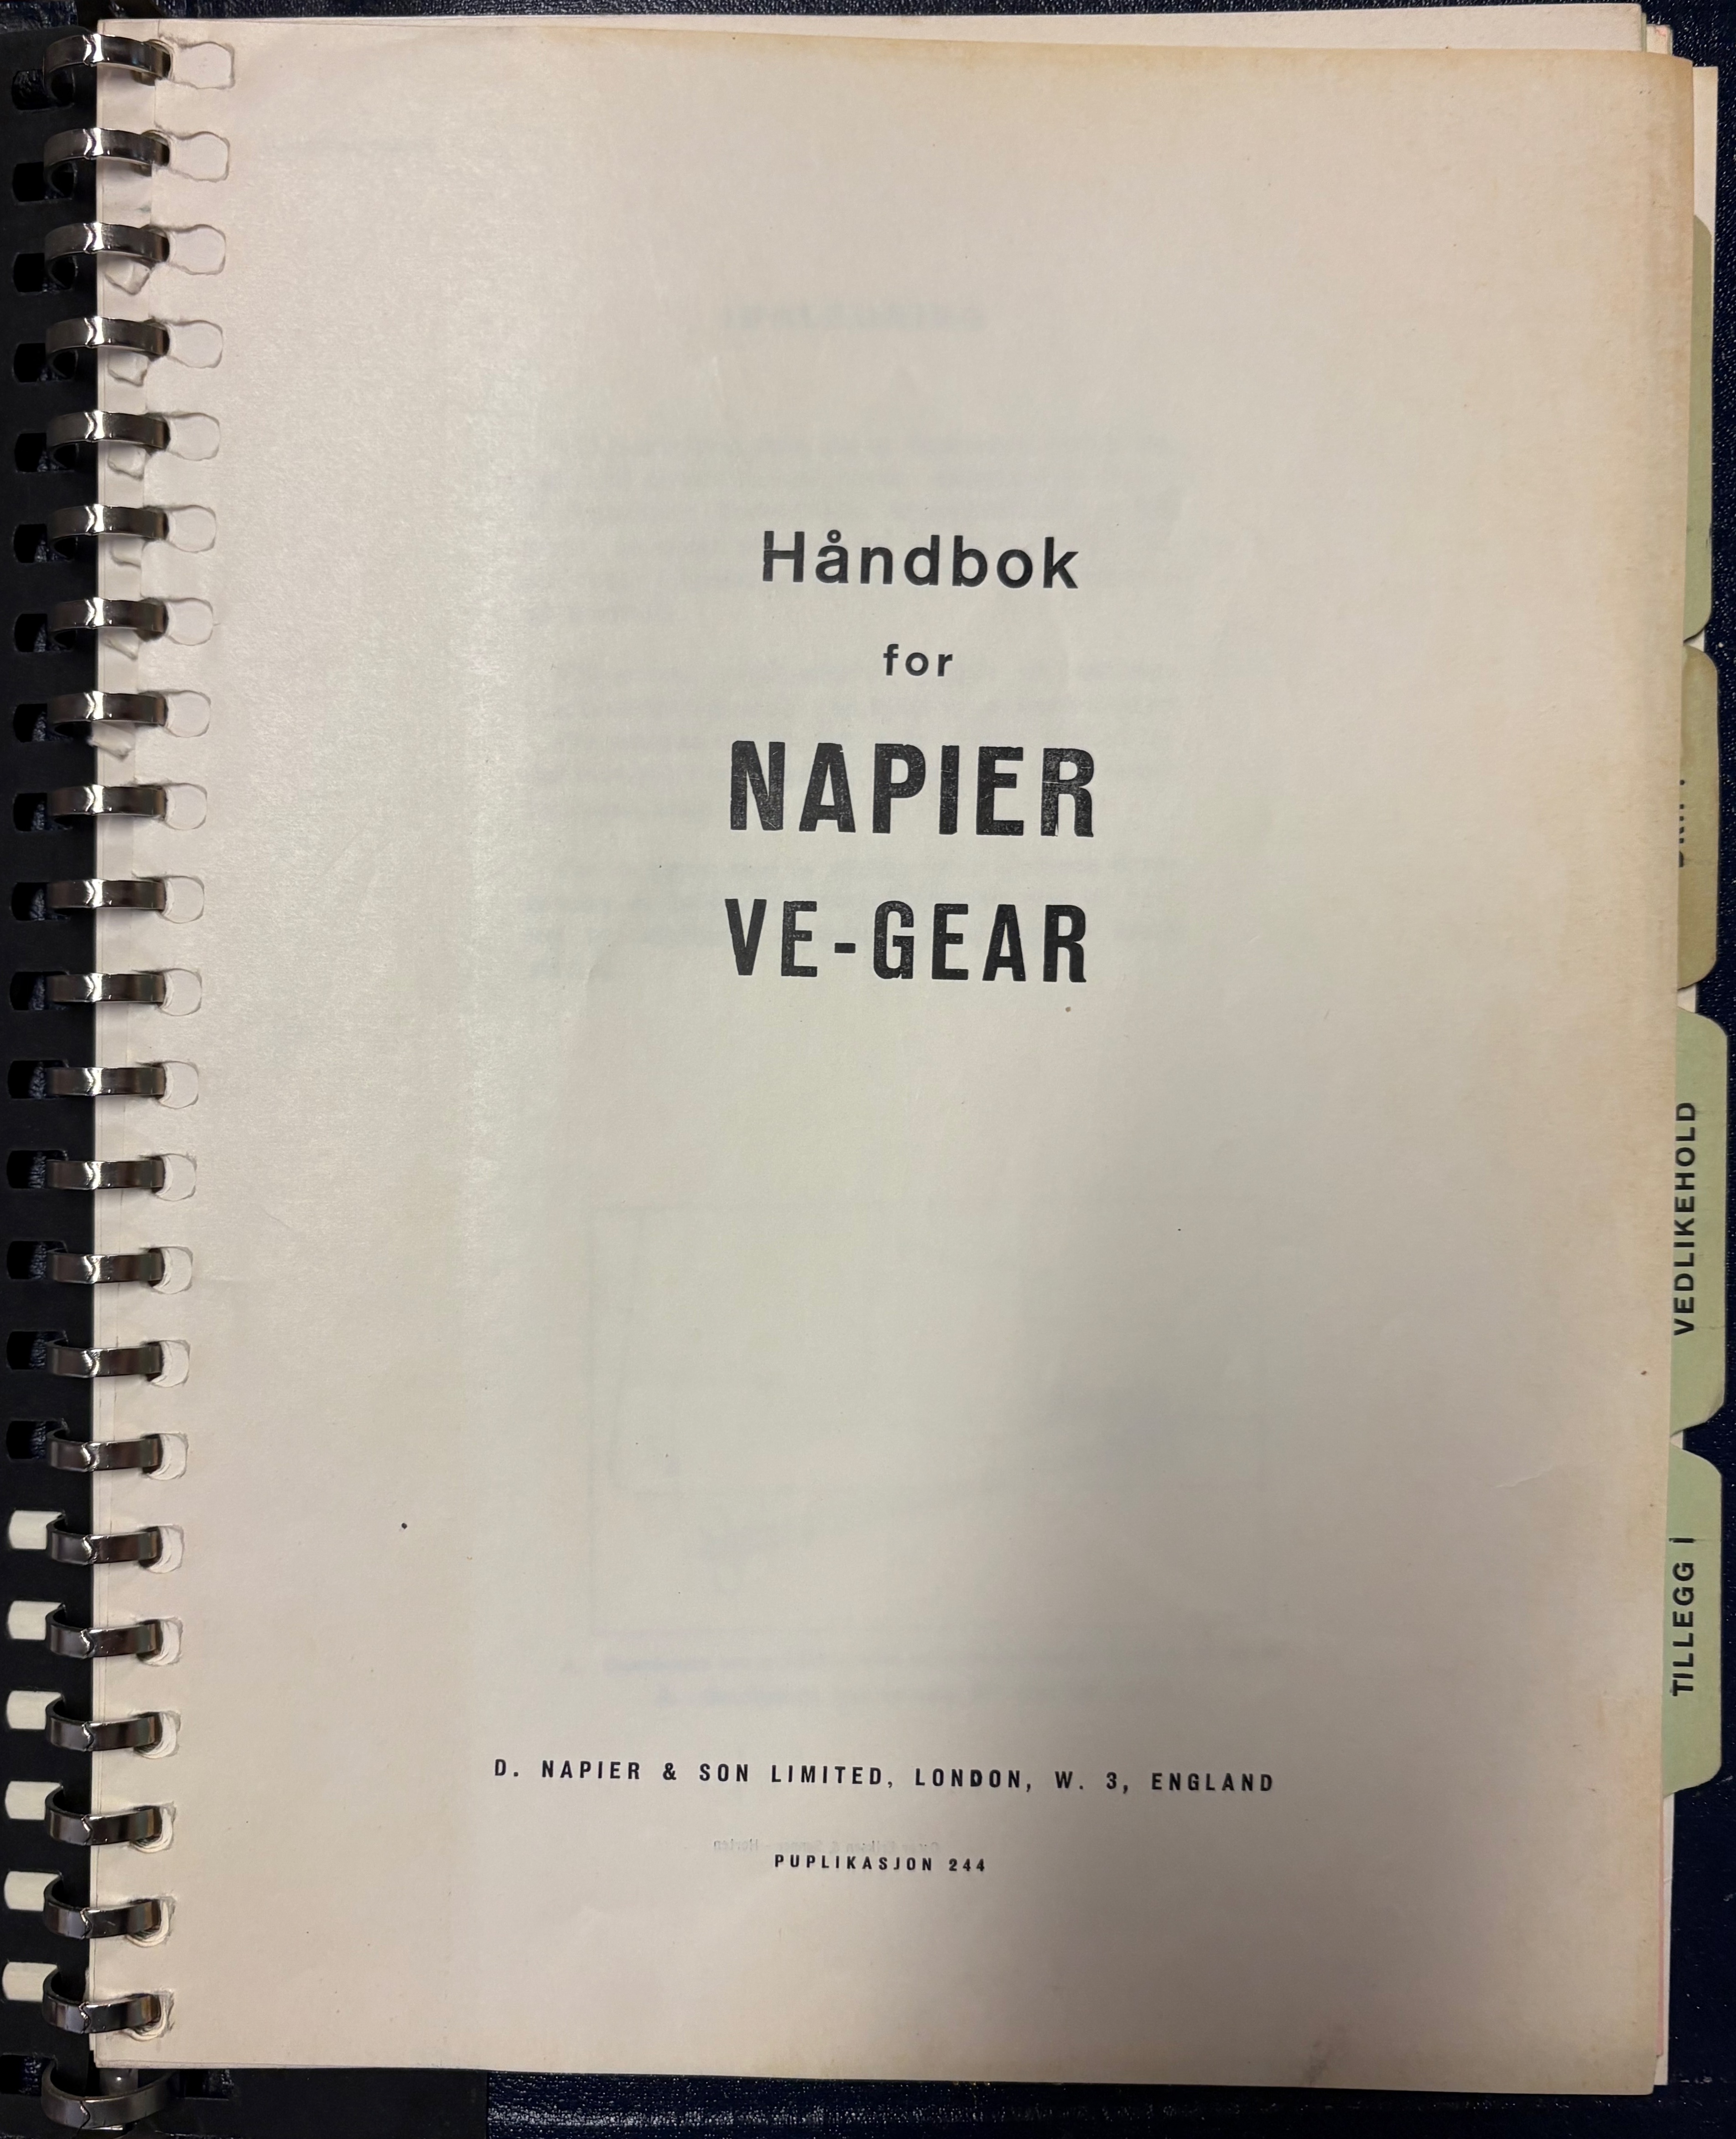 Håndbok
for
NAPIER
VE-GEAR
D. NAPIER & SON LIMITED, LONDON, W. 3, ENGLAND
PUPLIKASJON 244
VEDLIKEHOLD
TILLEGG I